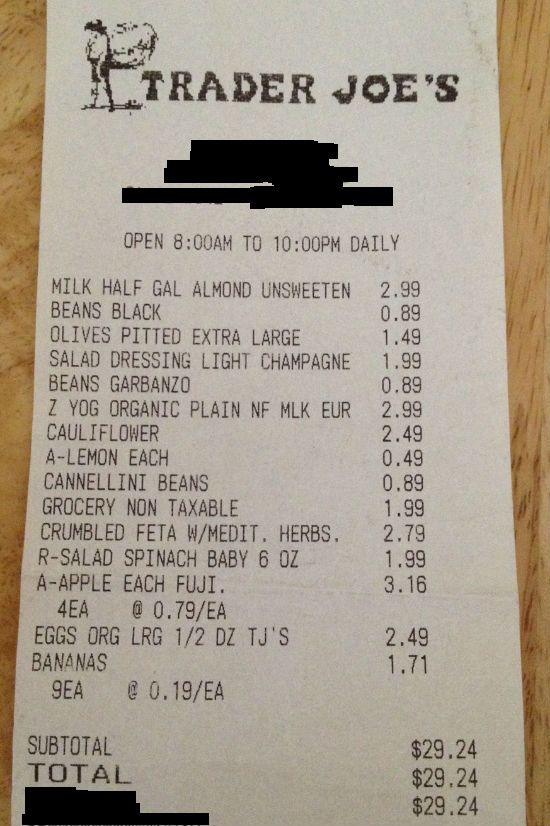 TRADER JOE'S
OPEN 8:00AM TO 10:00PM DAILY
MILK HALF GAL ALMOND UNSWEETEN 2.99
BEANS BLACK 0.89
OLIVES PITTED EXTRA LARGE 1.49
SALAD DRESSING LIGHT CHAMPAGNE 1.99
BEANS GARBANZO 0.89
Z YOG ORGANIC PLAIN NF MLK EUR 2.99
CAULIFLOWER 2.49
A-LEMON EACH 0.49
CANNELLINI BEANS 0.89
GROCERY NON TAXABLE 1.99
CRUMBLED FETA W/MEDIT. HERBS. 2.79
R-SALAD SPINACH BABY 6 OZ 1.99
A-APPLE EACH FUJI. 3.16
4EA @ 0.79/EA
EGGS ORG LRG 1/2 DZ TJ'S 2.49
BANANAS 1.71
9EA @ 0.19/EA
SUBTOTAL $29.24
TOTAL $29.24
$29.24